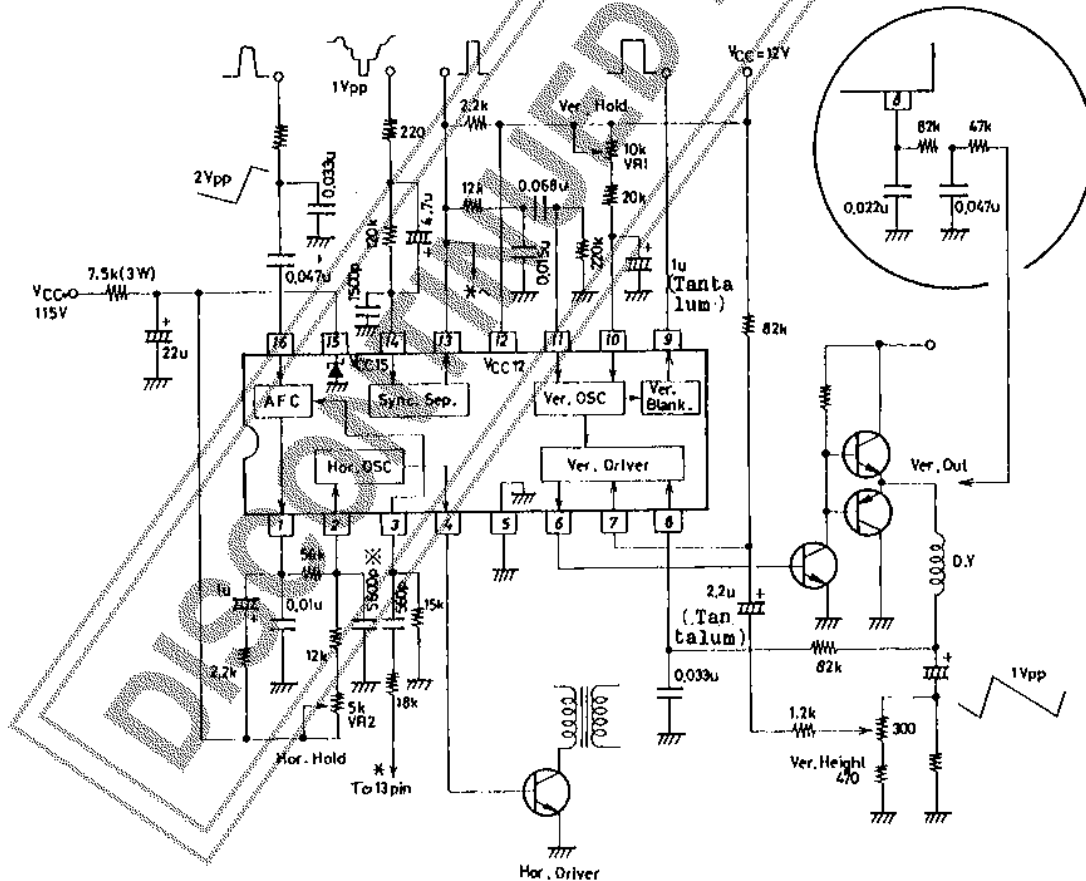 1Vpp
2.2k
Ver. Hold
VCC=12V
8
82k
47k
0.022u
0.047u
220
10k
VR1
2Vpp
0.033u
120k
4.7u
12k
0.068u
20k
0.015u
220k
1u
(Tanta
lum.)
7.5k(3W)
VCC
115V
22u
0.047u
1500p
*~
82k
16
15
14
13
12
11
10
9
VCC15
VCC 12
AFC
Sync. Sep.
Ver. OSC
Ver.
Blank.
Hor. OSC
Ver. Driver
Ver. Out
1
2
3
4
5
6
7
8
D.Y
1u
56k
0.01u
5600p ※
560p
15k
2.2k
12k
5k
VR2
18k
Hor. Hold
*
To 13pin
2.2u
(Tan
talum)
0.033u
82k
1Vpp
1.2k
300
Ver. Height
470
Hor. Driver
DISCONTINUED